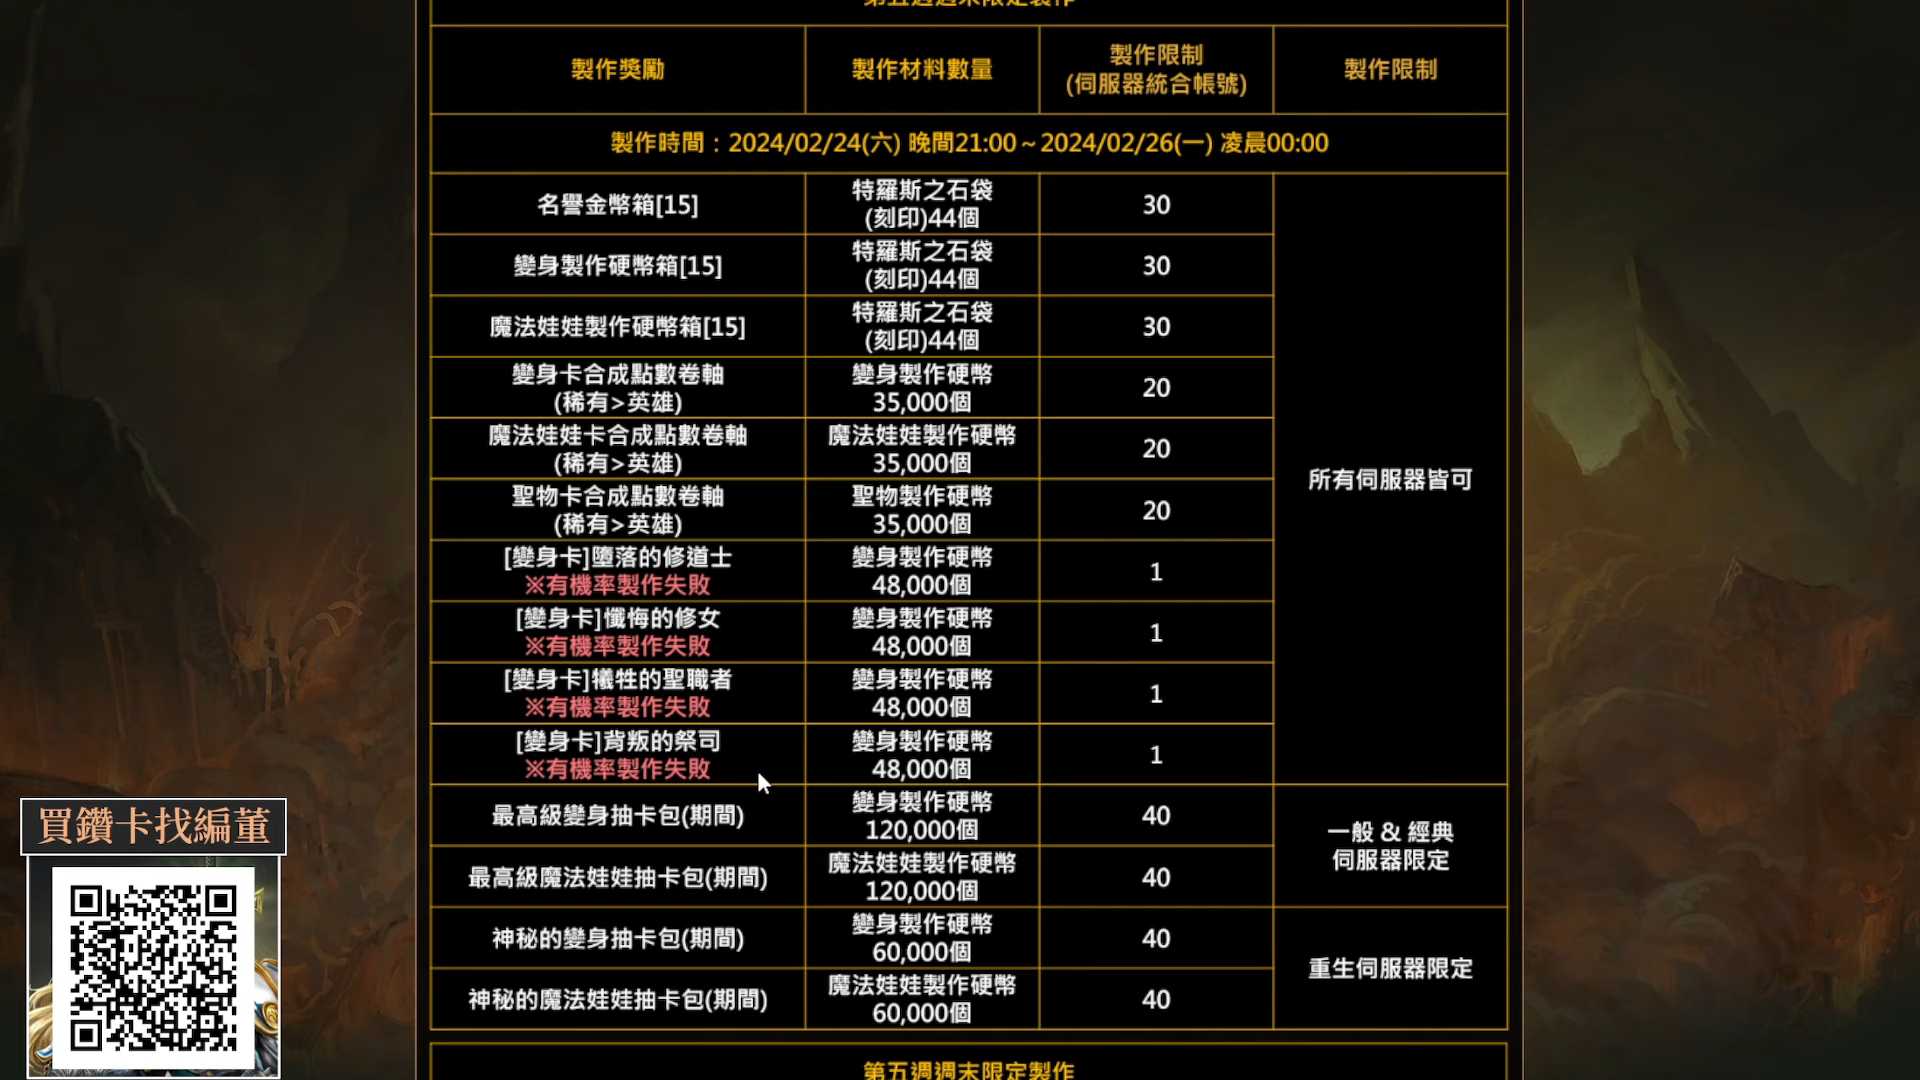 第五週週末限定製作
製作獎勵
製作材料數量
製作限制
(伺服器統合帳號)
製作限制
製作時間：2024/02/24(六) 晚間21:00～2024/02/26(一) 凌晨00:00
名譽金幣箱[15]
特羅斯之石袋
(刻印)44個
30
變身製作硬幣箱[15]
特羅斯之石袋
(刻印)44個
30
魔法娃娃製作硬幣箱[15]
特羅斯之石袋
(刻印)44個
30
變身卡合成點數卷軸
(稀有>英雄)
變身製作硬幣
35,000個
20
魔法娃娃卡合成點數卷軸
(稀有>英雄)
魔法娃娃製作硬幣
35,000個
20
聖物卡合成點數卷軸
(稀有>英雄)
聖物製作硬幣
35,000個
20
[變身卡]墮落的修道士
※有機率製作失敗
變身製作硬幣
48,000個
1
[變身卡]懺悔的修女
※有機率製作失敗
變身製作硬幣
48,000個
1
[變身卡]犧牲的聖職者
※有機率製作失敗
變身製作硬幣
48,000個
1
[變身卡]背叛的祭司
※有機率製作失敗
變身製作硬幣
48,000個
1
所有伺服器皆可
最高級變身抽卡包(期間)
變身製作硬幣
120,000個
40
最高級魔法娃娃抽卡包(期間)
魔法娃娃製作硬幣
120,000個
40
一般 & 經典
伺服器限定
神秘的變身抽卡包(期間)
變身製作硬幣
60,000個
40
神秘的魔法娃娃抽卡包(期間)
魔法娃娃製作硬幣
60,000個
40
重生伺服器限定
第五週週末限定製作
買鑽卡找編董